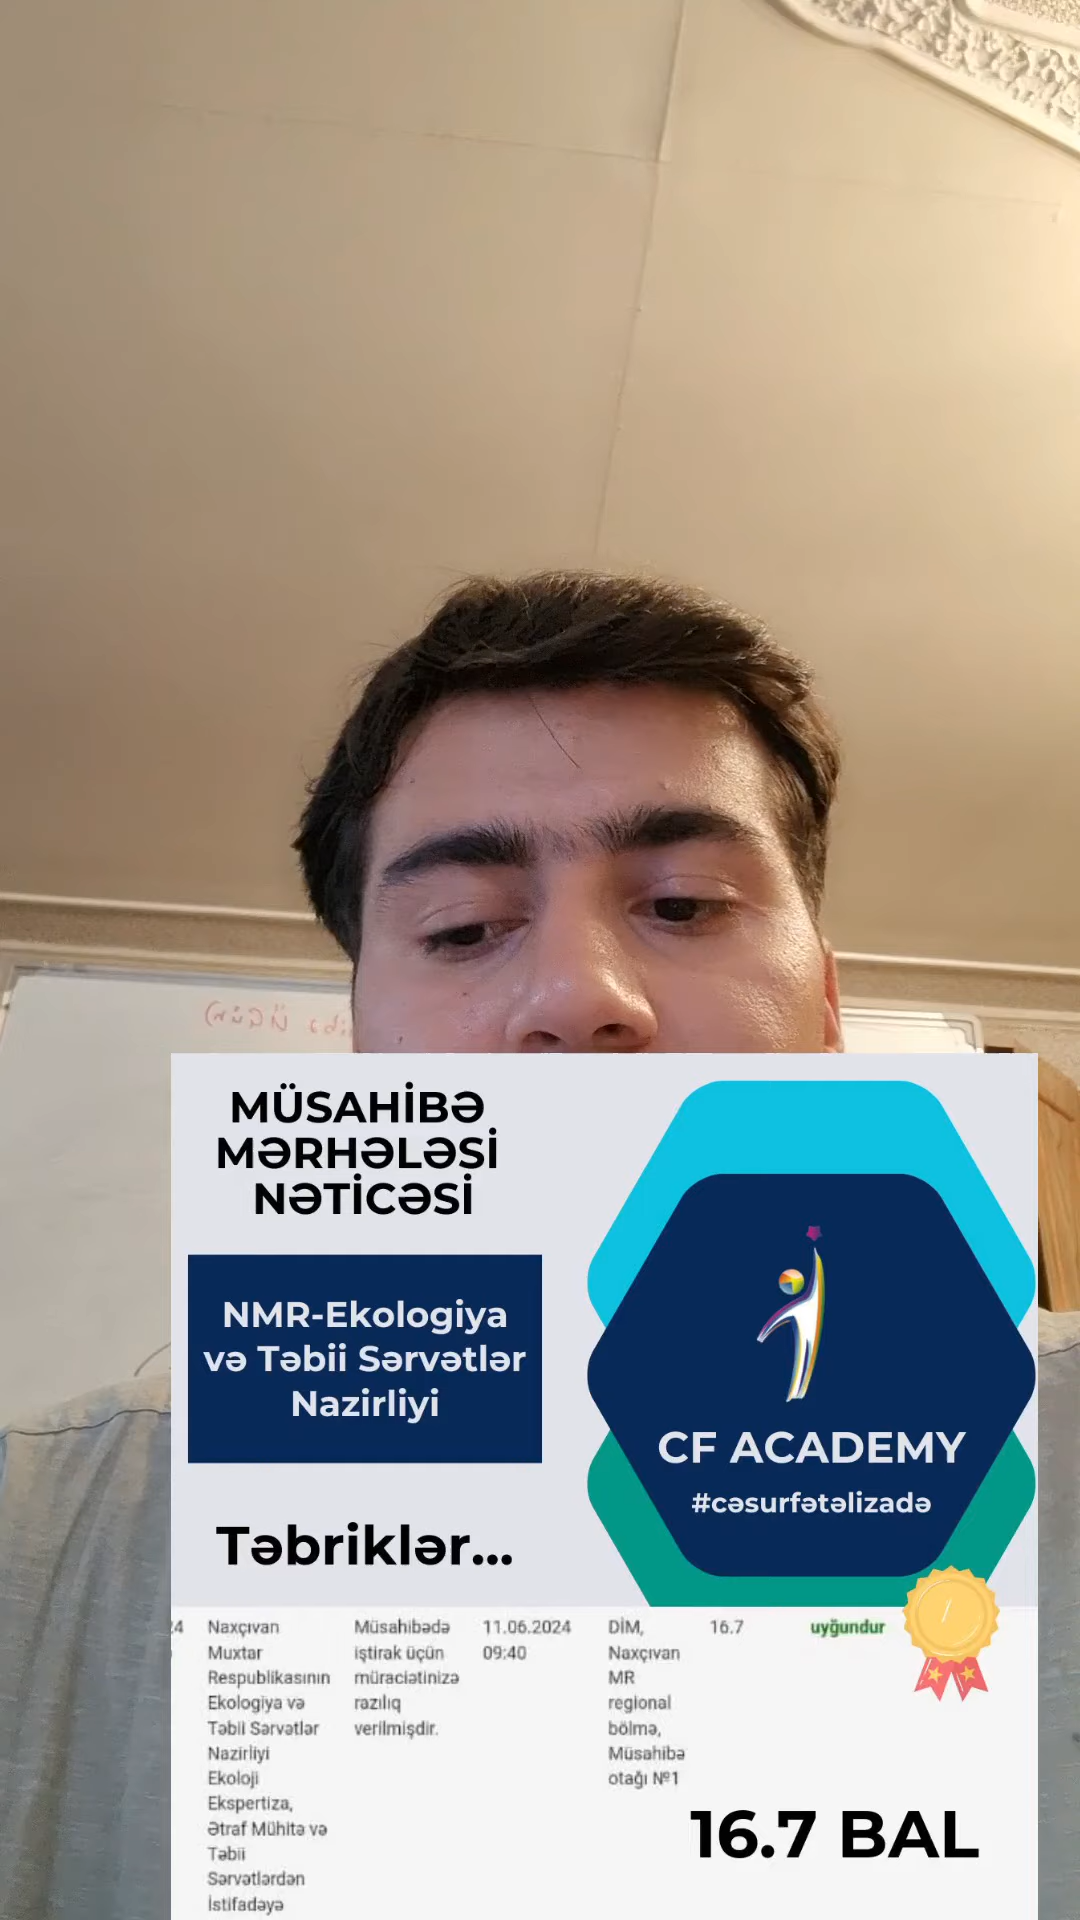 MÜSAHİBƏ
MƏRHƏLƏSİ
NƏTİCƏSİ
NMR-Ekologiya
və Təbii Sərvətlər
Nazirliyi
CF ACADEMY
#cəsurfətəlizadə
Təbriklər...
Naxçıvan
Muxtar
Respublikasının
Ekologiya və
Təbii Sərvətlər
Nazirliyi
Ekoloji
Ekspertiza,
Ətraf Mühitə və
Təbii
Sərvətlərdən
İstifadəyə
Müsahibədə
iştirak üçün
müraciətinizə
razılıq
verilmişdir.
11.06.2024
09:40
DİM,
Naxçıvan
MR
regional
bölmə,
Müsahibə
otağı №1
16.7
uyğundur
16.7 BAL